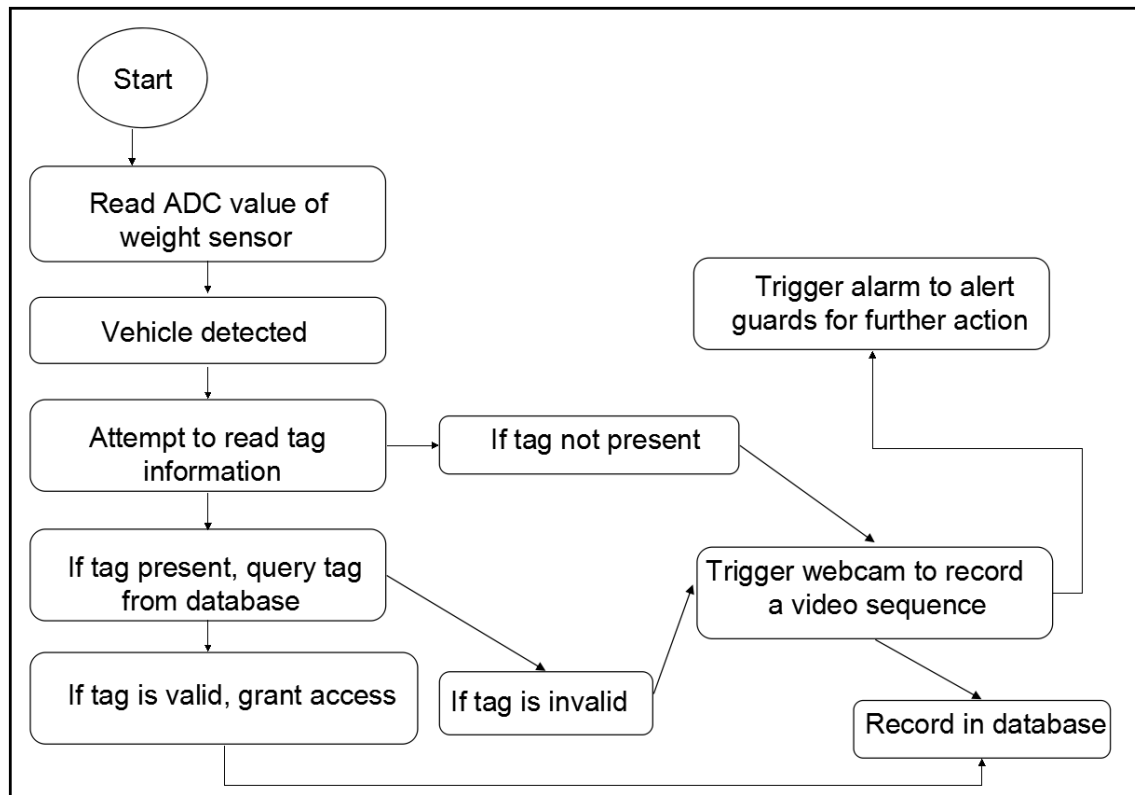 Start
Read ADC value of
weight sensor
Vehicle detected
Attempt to read tag
information
If tag not present
If tag present, query tag
from database
If tag is valid, grant access
If tag is invalid
Trigger alarm to alert
guards for further action
Trigger webcam to record
a video sequence
Record in database